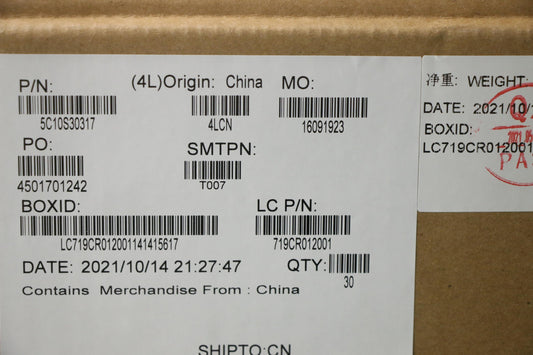 P/N:
(4L)Origin: China
MO:
5C10S30317
4LCN
16091923
PO:
SMTPN:
4501701242
T007
BOXID:
LC P/N:
LC719CR012001141415617
719CR012001
DATE: 2021/10/14 21:27:47
QTY:
30
Contains Merchandise From : China
SHIPTO:CN
净重: WEIGHT:
DATE: 2021/10/
BOXID:
LC719CR012001